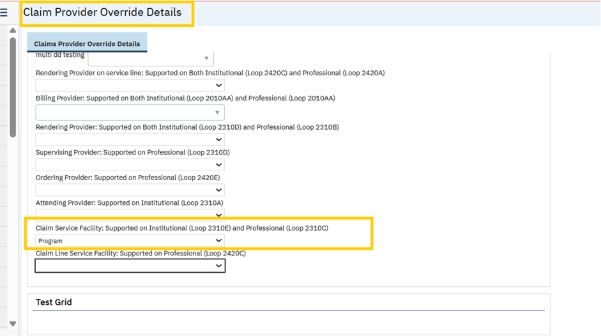 Claim Provider Override Details
Claims Provider Override Details
multi dd testing
Rendering Provider on service line: Supported on Both Institutional (Loop 2420C) and Professional (Loop 2420A)
Billing Provider: Supported on Both Institutional (Loop 2010AA) and Professional (Loop 2010AA)
Rendering Provider: Supported on Both Institutional (Loop 2310D) and Professional (Loop 2310B)
Supervising Provider: Supported on Professional (Loop 2310D)
Ordering Provider: Supported on Professional (Loop 2420E)
Attending Provider: Supported on Institutional (Loop 2310A)
Claim Service Facility: Supported on Institutional (Loop 2310E) and Professional (Loop 2310C)
Program
Claim Line Service Facility: Supported on Professional (Loop 2420C)
Test Grid